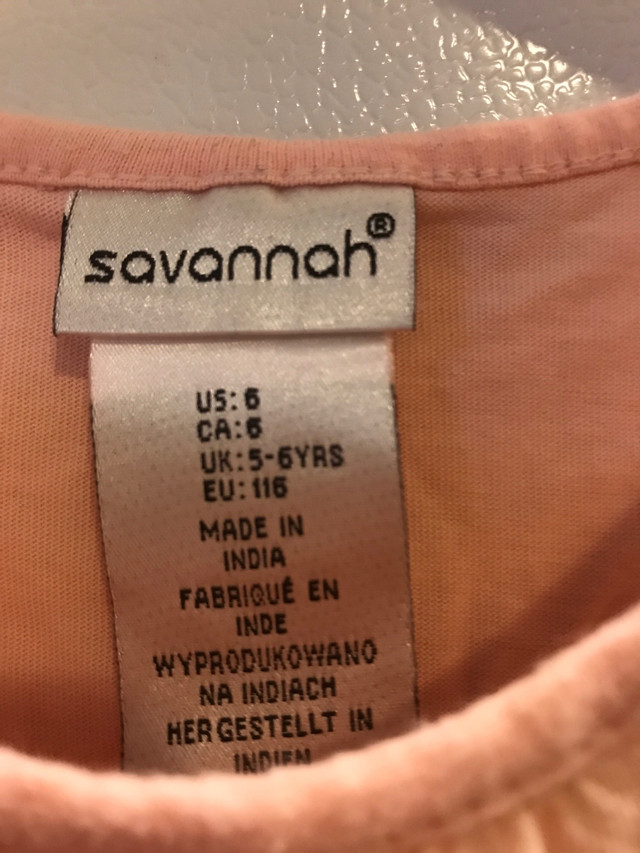 savannah®
US: 6
CA: 6
UK: 5-6YRS
EU: 116
MADE IN
INDIA
FABRIQUÉ EN
INDE
WYPRODUKOWANO
NA INDIACH
HERGESTELLT IN
INDIEN